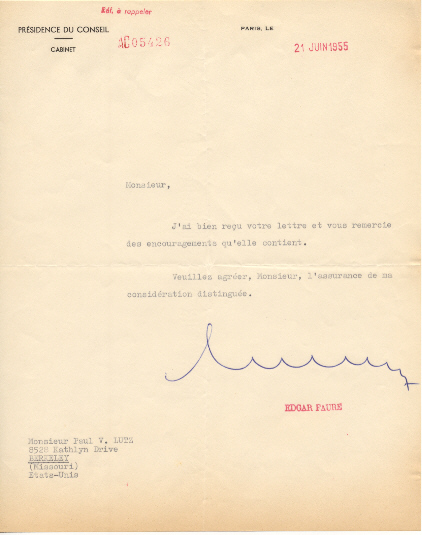 Réf. à rappeler
PRÉSIDENCE DU CONSEIL
CABINET
AC05426
PARIS, LE
21 JUIN 1955
Monsieur,
J'ai bien reçu votre lettre et vous remercie
des encouragements qu'elle contient.
Veuillez agréer, Monsieur, l'assurance de ma
considération distinguée.
EDGAR FAURE
Monsieur Paul V. LUTZ
8528 Kathlyn Drive
BERKELEY
(Missouri)
Etats-Unis